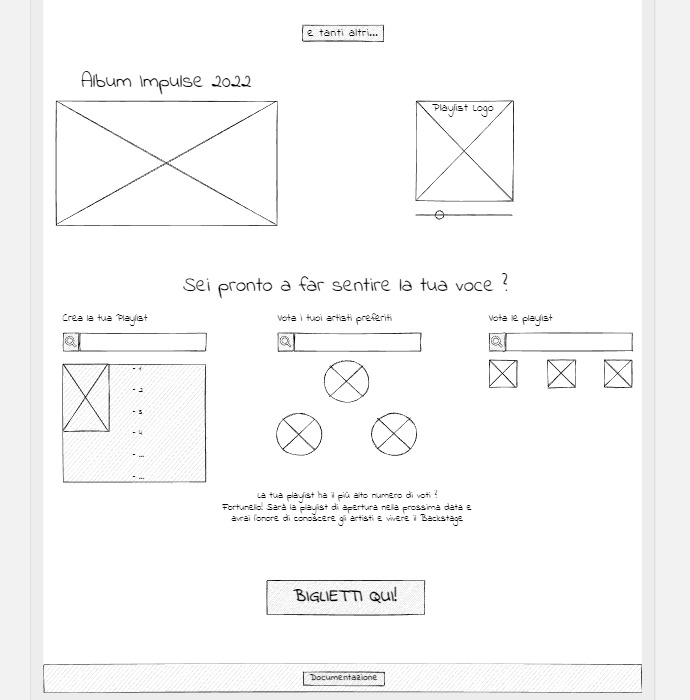 e tanti altri...
Album Impulse 2022
Playlist Logo
Sei pronto a far sentire la tua voce ?
Crea la tua Playlist
Vota i tuoi artisti preferiti
Vota le playlist
- 1
- 2
- 3
- 4
- ...
- ...
La tua playlist ha il più alto numero di voti ?
Fortunello! Sarà la playlist di apertura nella prossima data e
avrai l'onore di conoscere gli artisti e vivere il Backstage
BIGLIETTI QUI!
Documentazione